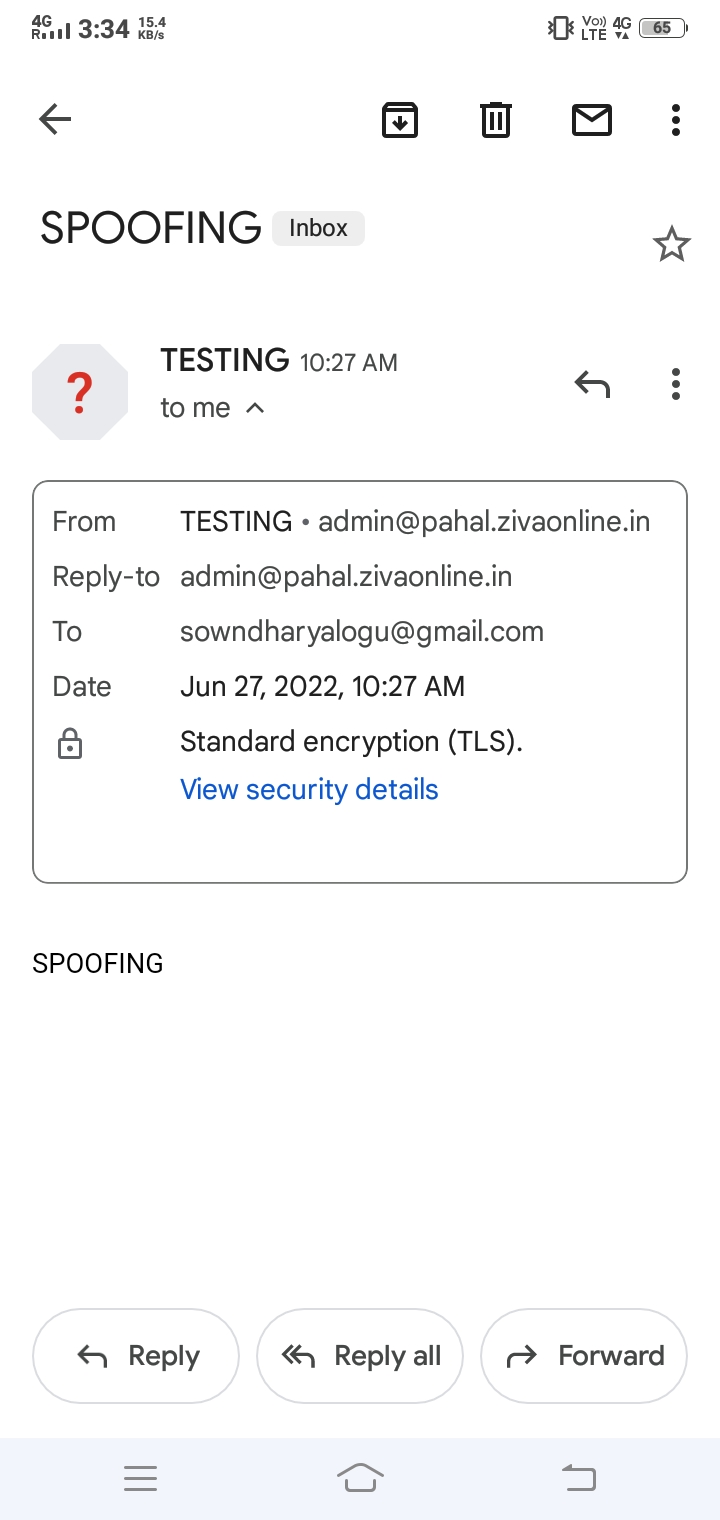 4G R 3:34 15.4 KB/s Vo)) LTE 4G 65
SPOOFING Inbox
?
TESTING 10:27 AM
to me
From TESTING • admin@pahal.zivaonline.in
Reply-to admin@pahal.zivaonline.in
To sowndharyalogu@gmail.com
Date Jun 27, 2022, 10:27 AM
Standard encryption (TLS).
View security details
SPOOFING
Reply Reply all Forward